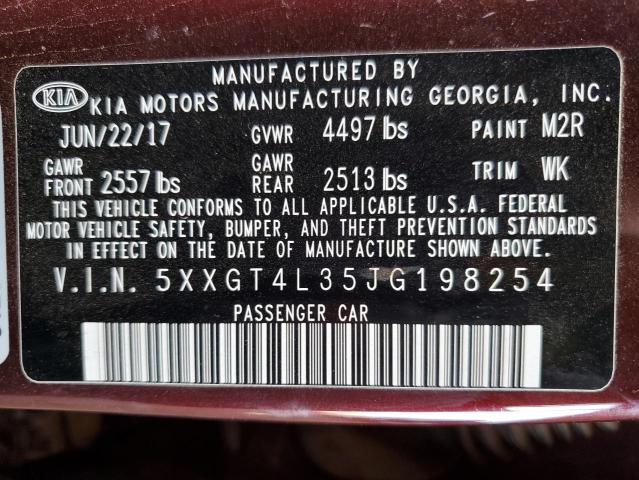 MANUFACTURED BY
KIA KIA MOTORS MANUFACTURING GEORGIA, INC.
JUN/22/17 GVWR 4497 lbs PAINT M2R
GAWR FRONT 2557 lbs GAWR REAR 2513 lbs TRIM WK
THIS VEHICLE CONFORMS TO ALL APPLICABLE U.S.A. FEDERAL
MOTOR VEHICLE SAFETY, BUMPER, AND THEFT PREVENTION STANDARDS
IN EFFECT ON THE DATE OF MANUFACTURE SHOWN ABOVE.
V.I.N. 5XXGT4L35JG198254
PASSENGER CAR